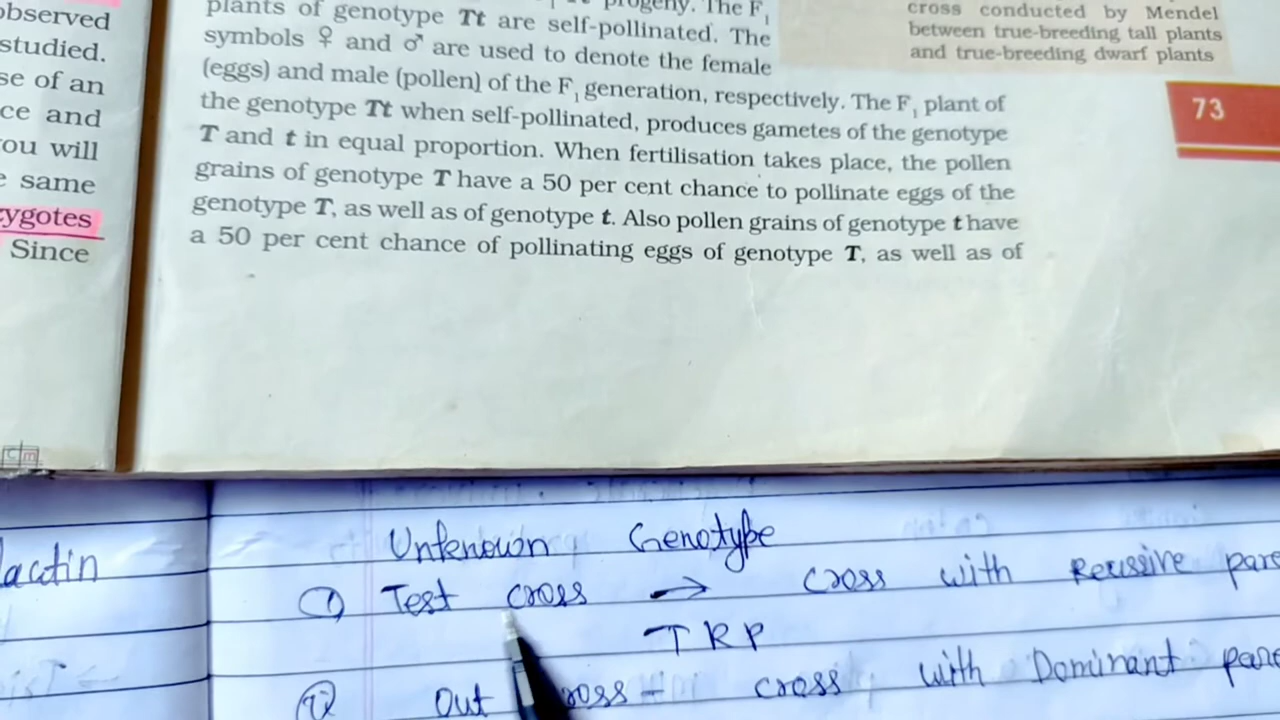 observed
studied.
se of an
ce and
you will
e same
zygotes
Since
progeny. The F1
plants of genotype Tt are self-pollinated. The
symbols ♀ and ♂ are used to denote the female
(eggs) and male (pollen) of the F1 generation, respectively. The F1 plant of
the genotype Tt when self-pollinated, produces gametes of the genotype
T and t in equal proportion. When fertilisation takes place, the pollen
grains of genotype T have a 50 per cent chance to pollinate eggs of the
genotype T, as well as of genotype t. Also pollen grains of genotype t have
a 50 per cent chance of pollinating eggs of genotype T, as well as of
cross conducted by Mendel
between true-breeding tall plants
and true-breeding dwarf plants
73
lactin
Unknown Genotype
(1) Test cross → cross with Recussive pare
TRP
(2) Out cross - cross with Dominant pare